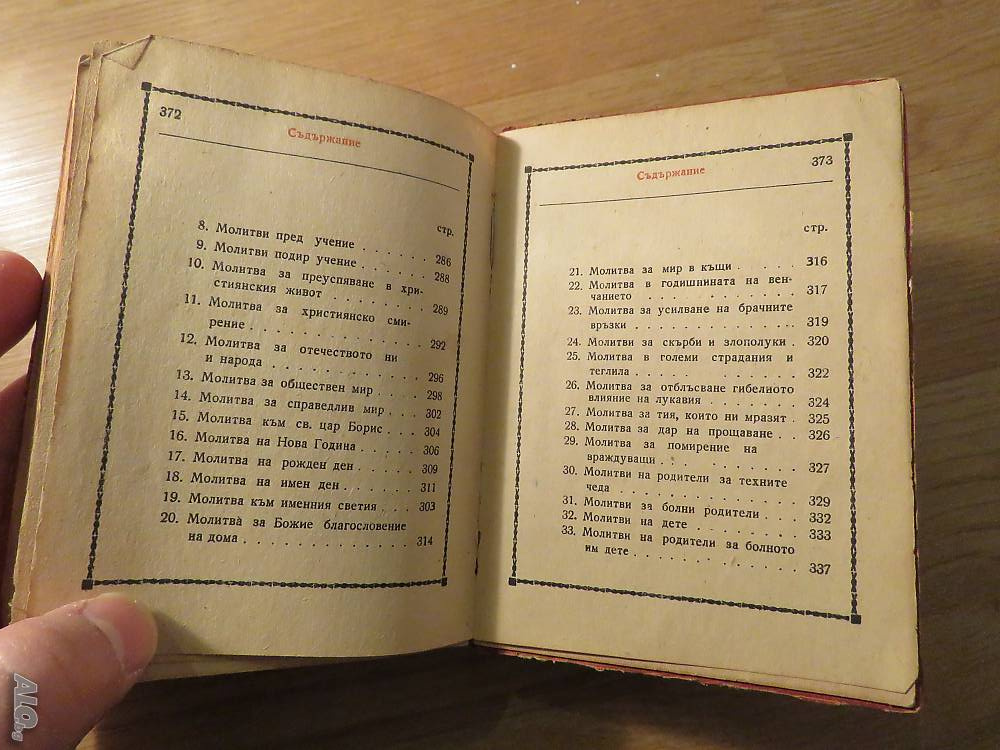 372
Съдържание
стр.
8. Молитви пред учение . . . . . . 286
9. Молитви подир учение . . . . . . 288
10. Молитва за преуспяване в хри-
стиянския живот . . . . . . . . 289
11. Молитва за християнско сми-
рение . . . . . . . . . . . . . 292
12. Молитва за отечеството ни
и народа . . . . . . . . . . . . 296
13. Молитва за обществен мир . . . . 298
14. Молитва за справедлив мир . . . 302
15. Молитва към св. цар Борис . . . 304
16. Молитва на Нова Година . . . . . 306
17. Молитва на рожден ден . . . . . 309
18. Молитва на имен ден . . . . . . 311
19. Молитва към именния светия . . . 303
20. Молитва за Божие благословение
на дома . . . . . . . . . . . . 314
373
Съдържание
стр.
21. Молитва за мир в къщи . . . . . 316
22. Молитва в годишнината на вен-
чанието . . . . . . . . . . . . 317
23. Молитва за усилване на брачните
връзки . . . . . . . . . . . . . 319
24. Молитви за скърби и злополуки . 320
25. Молитва в големи страдания и
теглила . . . . . . . . . . . . 322
26. Молитва за отблъсване гибелното
влияние на лукавия . . . . . . . 324
27. Молитва за тия, които ни мразят . 325
28. Молитва за дар на прощаване . . 326
29. Молитва за помирение на
враждуващи . . . . . . . . . . . 327
30. Молитви на родители за техните
чеда . . . . . . . . . . . . . . 329
31. Молитви за болни родители . . . 332
32. Молитви на дете . . . . . . . . 333
33. Молитви на родители за болното
им дете . . . . . . . . . . . . 337
ALO.bg